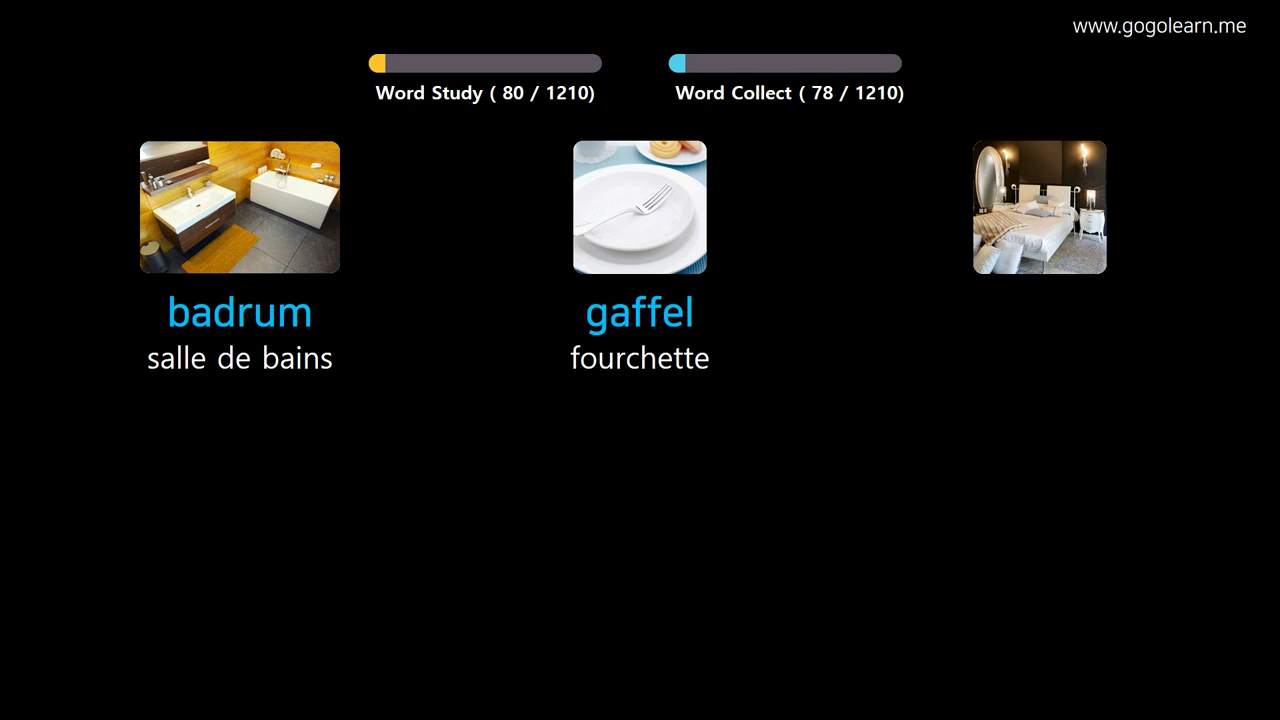 www.gogolearn.me
Word Study ( 80 / 1210)
Word Collect ( 78 / 1210)
badrum
salle de bains
gaffel
fourchette